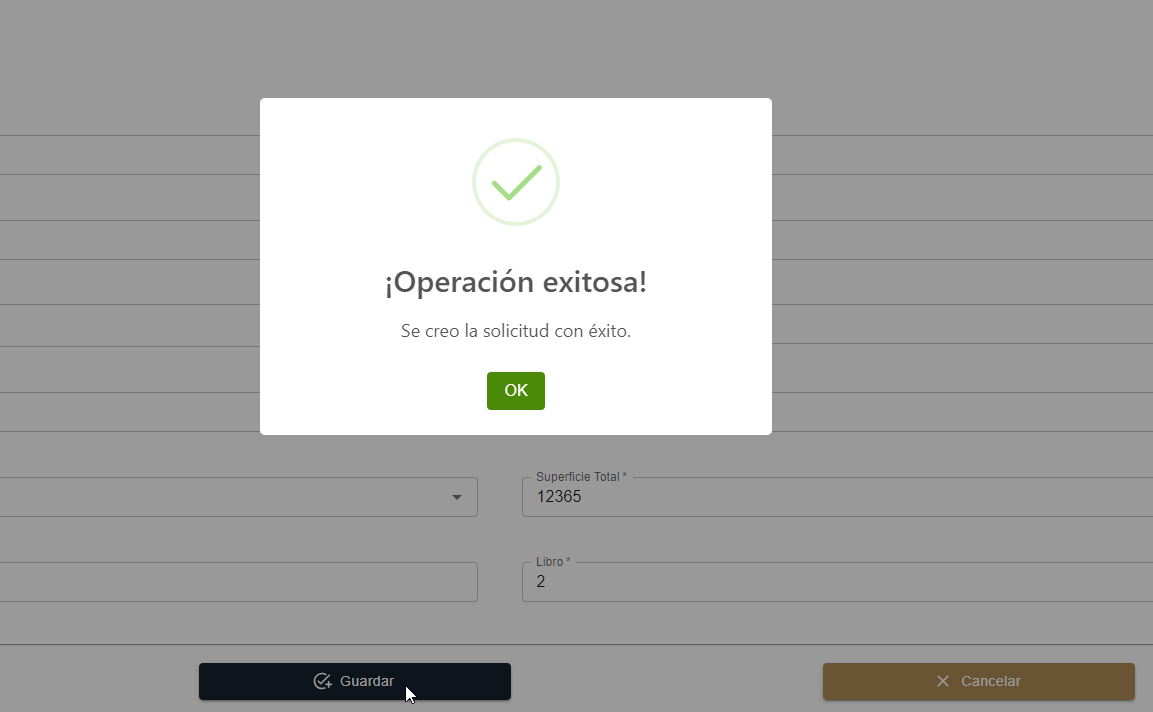 ¡Operación exitosa!
Se creo la solicitud con éxito.
OK
Superficie Total *
12365
Libro *
2
Guardar
Cancelar